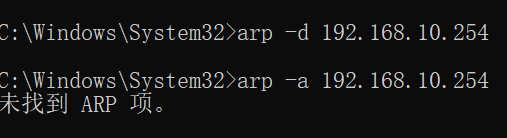 C:\Windows\System32>arp -d 192.168.10.254
C:\Windows\System32>arp -a 192.168.10.254
未找到 ARP 项。